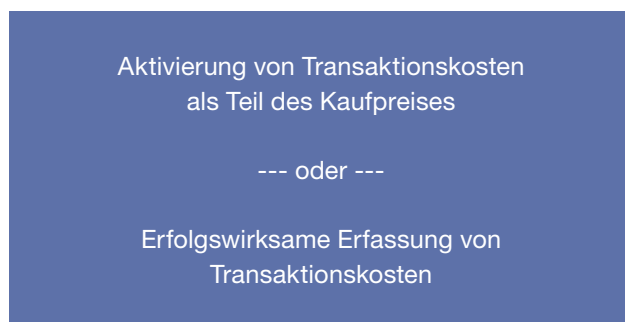 Aktivierung von Transaktionskosten
als Teil des Kaufpreises
--- oder ---
Erfolgswirksame Erfassung von
Transaktionskosten